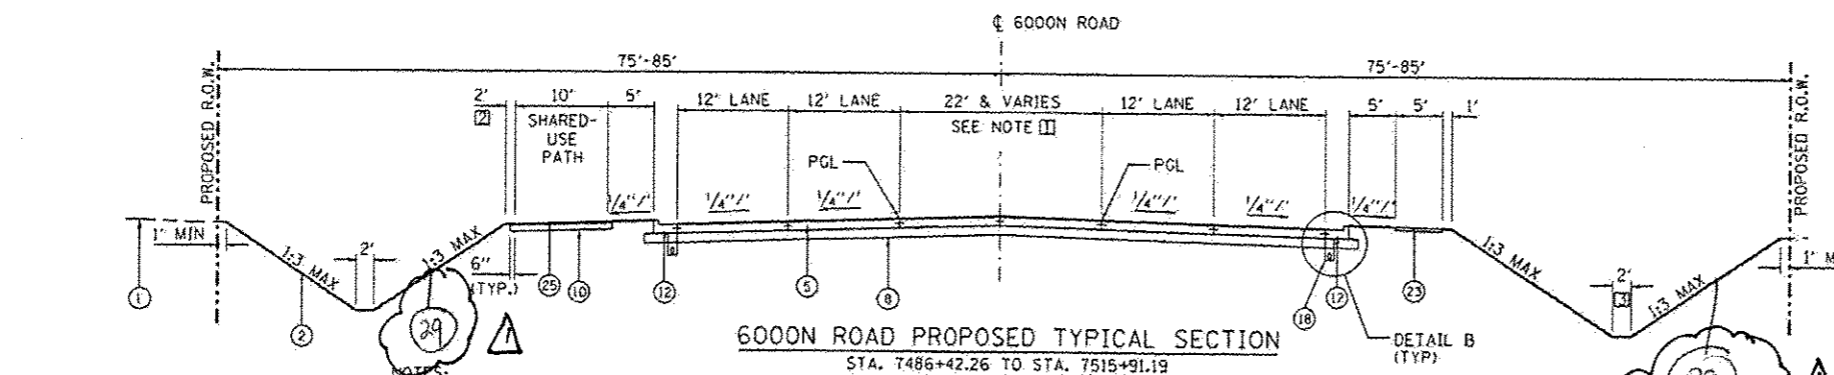 ℄ 6000N ROAD
75'-85' 75'-85'
PROPOSED R.O.W.
PROPOSED R.O.W.
2' 10' 5' 12' LANE 12' LANE 22' & VARIES 12' LANE 12' LANE 5' 5' 1'
2 SHARED-USE PATH SEE NOTE 1
PGL PGL
1/4"/' 1/4"/' 1/4"/' 1/4"/' 1/4"/' 1/4"/'
1' MIN 1:3 MAX 2' 1:3 MAX 6" (TYP.) 1:3 MAX 2' 3 1:3 MAX 1' M
1 2 25 10 12 5 8 18 12 23
29 1
DETAIL B
(TYP)
6000N ROAD PROPOSED TYPICAL SECTION
STA. 7486+42.26 TO STA. 7515+91.19
NOTES: